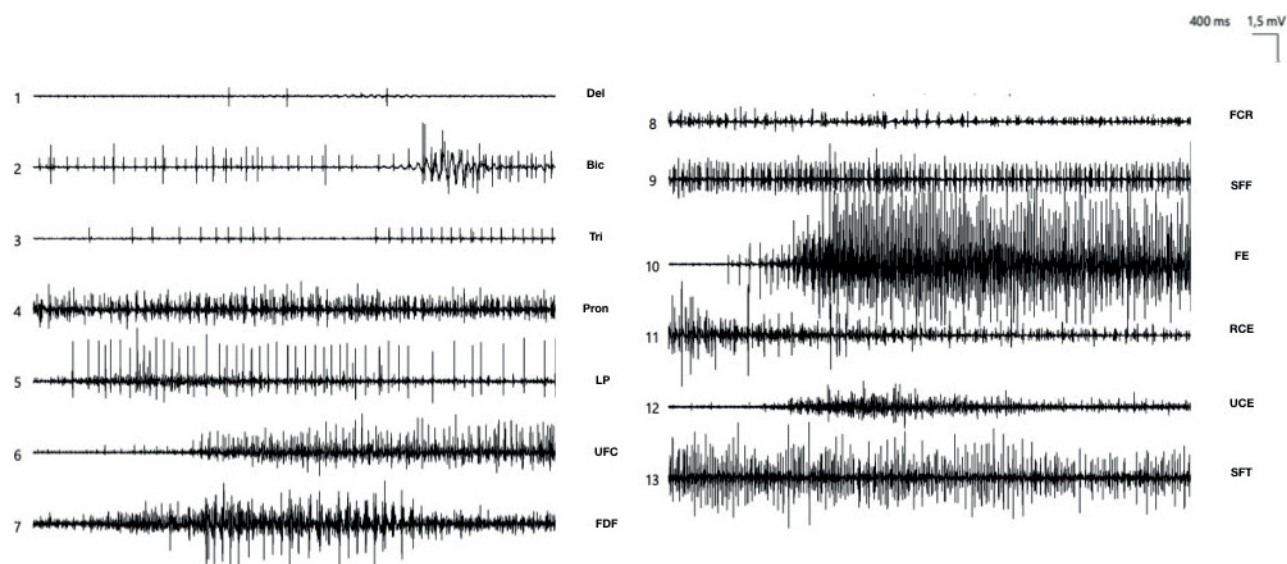 400 ms 1,5 mV
1 Del
2 Bic
3 Tri
4 Pron
5 LP
6 UFC
7 FDF
8 FCR
9 SFF
10 FE
11 RCE
12 UCE
13 SFT